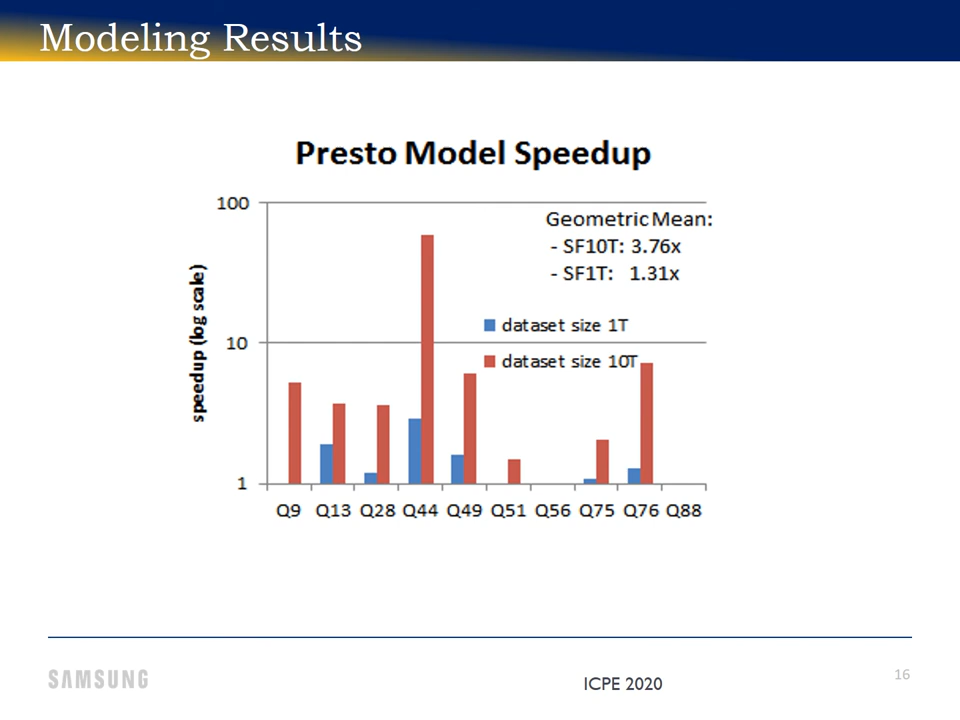 Modeling Results
Presto Model Speedup
100
10
1
speedup (log scale)
Geometric Mean:
- SF10T: 3.76x
- SF1T: 1.31x
dataset size 1T
dataset size 10T
Q9 Q13 Q28 Q44 Q49 Q51 Q56 Q75 Q76 Q88
SAMSUNG
ICPE 2020
16